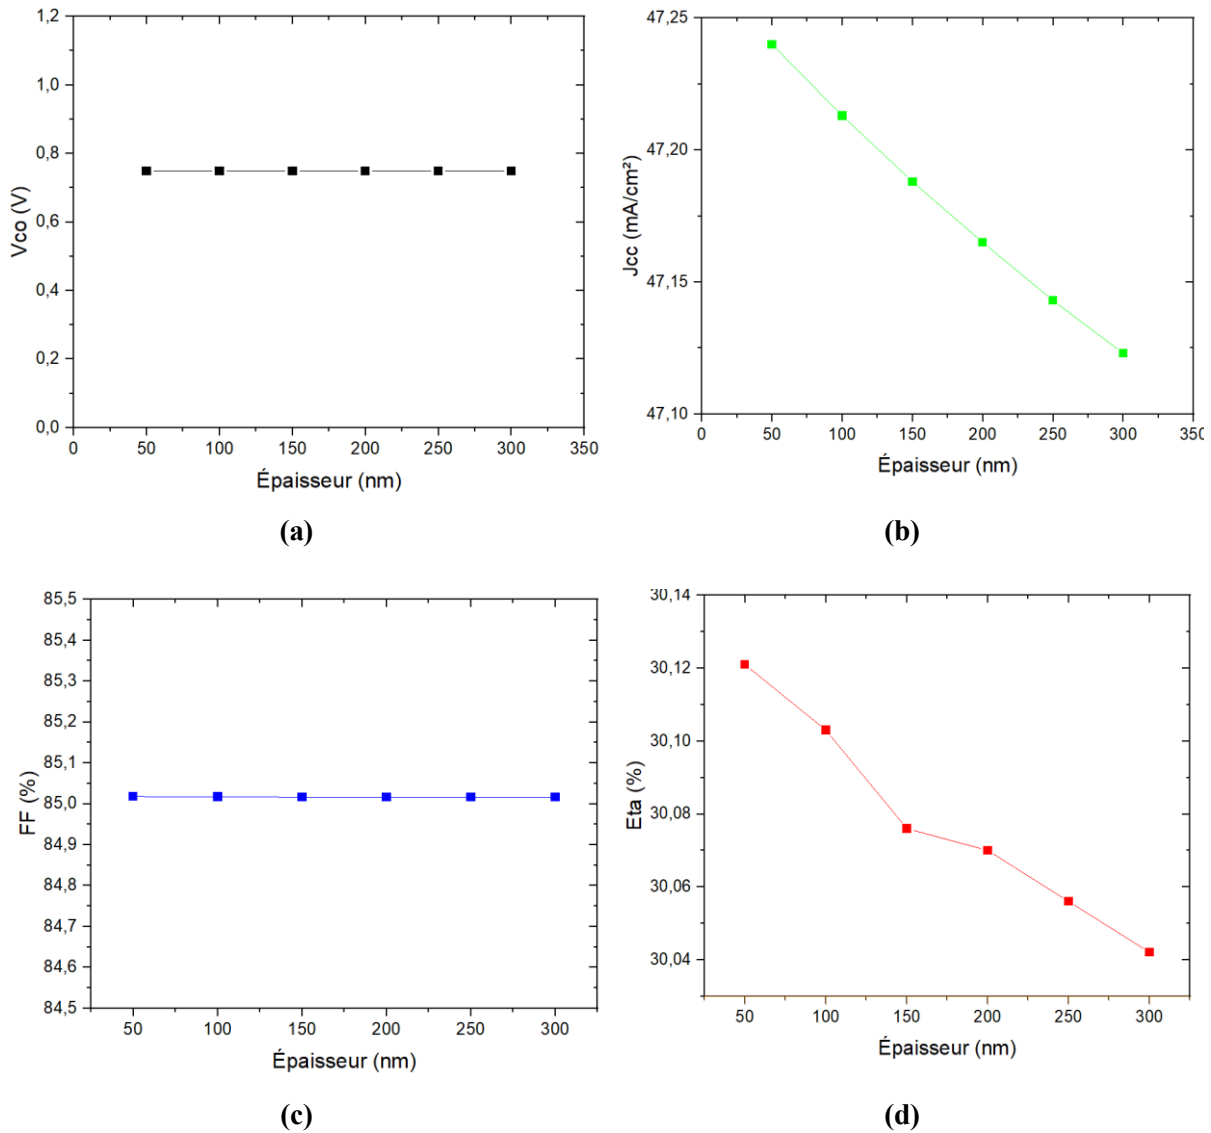 1,2
1,0
0,8
0,6
0,4
0,2
0,0
Vco (V)
0 50 100 150 200 250 300 350
Épaisseur (nm)
(a)
47,25
47,20
47,15
47,10
Jcc (mA/cm²)
0 50 100 150 200 250 300 350
Épaisseur (nm)
(b)
85,5
85,4
85,3
85,2
85,1
85,0
84,9
84,8
84,7
84,6
84,5
FF (%)
50 100 150 200 250 300
Épaisseur (nm)
(c)
30,14
30,12
30,10
30,08
30,06
30,04
Eta (%)
50 100 150 200 250 300
Épaisseur (nm)
(d)